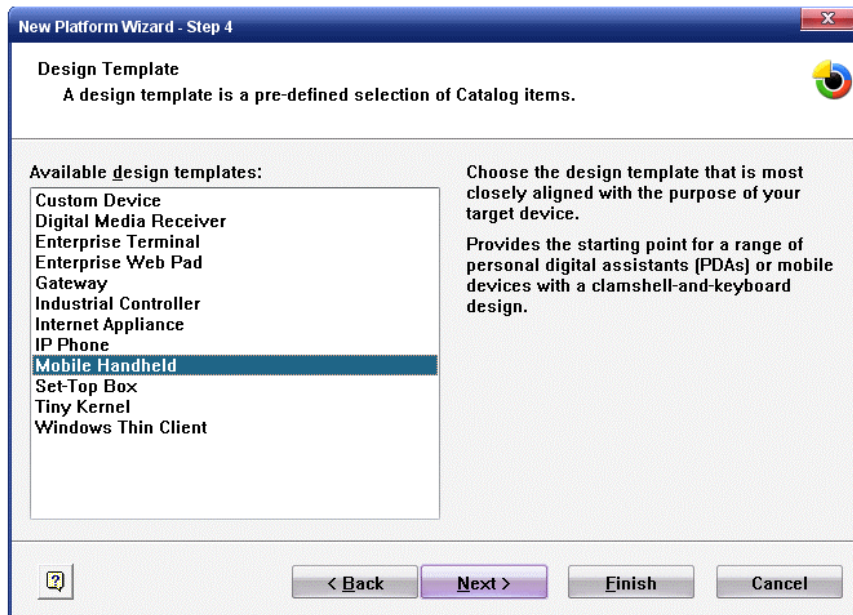 New Platform Wizard - Step 4
Design Template
A design template is a pre-defined selection of Catalog items.
Available design templates:
Custom Device
Digital Media Receiver
Enterprise Terminal
Enterprise Web Pad
Gateway
Industrial Controller
Internet Appliance
IP Phone
Mobile Handheld
Set-Top Box
Tiny Kernel
Windows Thin Client
Choose the design template that is most
closely aligned with the purpose of your
target device.
Provides the starting point for a range of
personal digital assistants (PDAs) or mobile
devices with a clamshell-and-keyboard
design.
< Back
Next >
Finish
Cancel